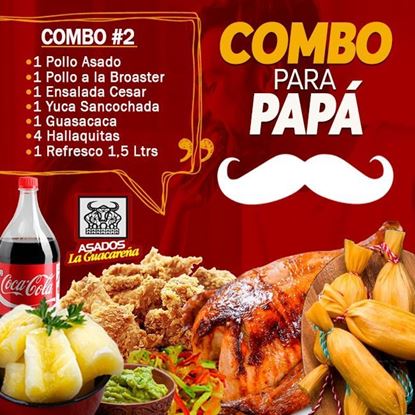 COMBO #2
• 1 Pollo Asado
• 1 Pollo a la Broaster
• 1 Ensalada Cesar
• 1 Yuca Sancochada
• 1 Guasacaca
• 4 Hallaquitas
• 1 Refresco 1,5 Ltrs
COMBO
PARA
PAPÁ
ASADOS
La Guacareña
Coca-Cola